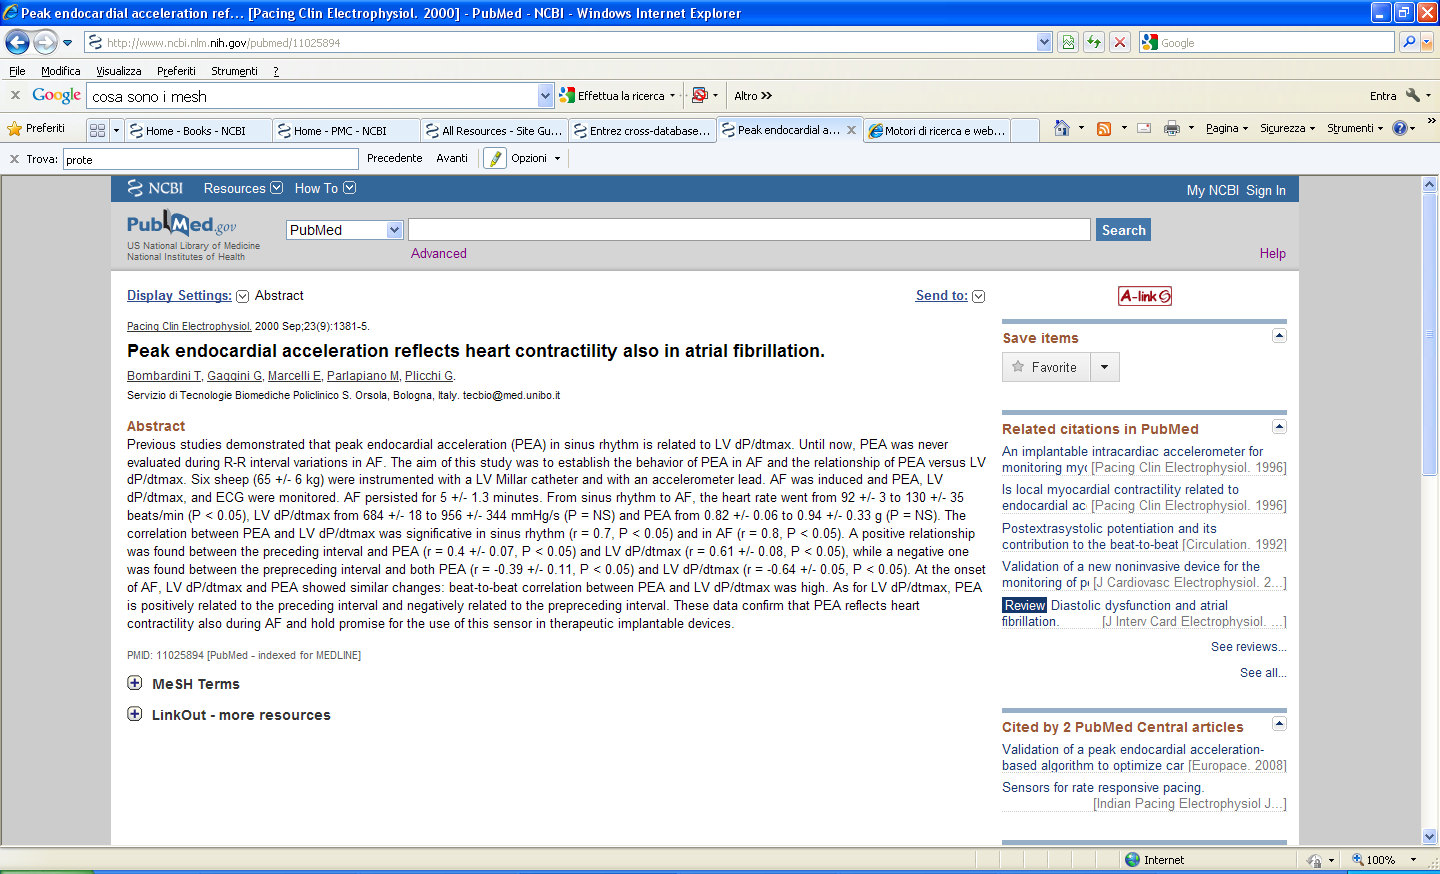 Peak endocardial acceleration ref... [Pacing Clin Electrophysiol. 2000] - PubMed - NCBI - Windows Internet Explorer
http://www.ncbi.nlm.nih.gov/pubmed/11025894
Google
File Modifica Visualizza Preferiti Strumenti ?
x Google cosa sono i mesh Effettua la ricerca Altro >> Entra
Preferiti Home - Books - NCBI Home - PMC - NCBI All Resources - Site Gu... Entrez cross-database... Peak endocardial a... Motori di ricerca e web... Pagina Sicurezza Strumenti
x Trova: prote Precedente Avanti Opzioni
NCBI Resources How To My NCBI Sign In
PubMed.gov
US National Library of Medicine
National Institutes of Health
PubMed Search
Advanced Help
Display Settings: Abstract Send to:
Pacing Clin Electrophysiol. 2000 Sep;23(9):1381-5.
Peak endocardial acceleration reflects heart contractility also in atrial fibrillation.
Bombardini T, Gaggini G, Marcelli E, Parlapiano M, Plicchi G.
Servizio di Tecnologie Biomediche Policlinico S. Orsola, Bologna, Italy. tecbio@med.unibo.it
Abstract
Previous studies demonstrated that peak endocardial acceleration (PEA) in sinus rhythm is related to LV dP/dtmax. Until now, PEA was never
evaluated during R-R interval variations in AF. The aim of this study was to establish the behavior of PEA in AF and the relationship of PEA versus LV
dP/dtmax. Six sheep (65 +/- 6 kg) were instrumented with a LV Millar catheter and with an accelerometer lead. AF was induced and PEA, LV
dP/dtmax, and ECG were monitored. AF persisted for 5 +/- 1.3 minutes. From sinus rhythm to AF, the heart rate went from 92 +/- 3 to 130 +/- 35
beats/min (P < 0.05), LV dP/dtmax from 684 +/- 18 to 956 +/- 344 mmHg/s (P = NS) and PEA from 0.82 +/- 0.06 to 0.94 +/- 0.33 g (P = NS). The
correlation between PEA and LV dP/dtmax was significative in sinus rhythm (r = 0.7, P < 0.05) and in AF (r = 0.8, P < 0.05). A positive relationship
was found between the preceding interval and PEA (r = 0.4 +/- 0.07, P < 0.05) and LV dP/dtmax (r = 0.61 +/- 0.08, P < 0.05), while a negative one
was found between the prepreceding interval and both PEA (r = -0.39 +/- 0.11, P < 0.05) and LV dP/dtmax (r = -0.64 +/- 0.05, P < 0.05). At the onset
of AF, LV dP/dtmax and PEA showed similar changes: beat-to-beat correlation between PEA and LV dP/dtmax was high. As for LV dP/dtmax, PEA
is positively related to the preceding interval and negatively related to the prepreceding interval. These data confirm that PEA reflects heart
contractility also during AF and hold promise for the use of this sensor in therapeutic implantable devices.
PMID: 11025894 [PubMed - indexed for MEDLINE]
MeSH Terms
LinkOut - more resources
A-link
Save items
Favorite
Related citations in PubMed
An implantable intracardiac accelerometer for
monitoring myc [Pacing Clin Electrophysiol. 1996]
Is local myocardial contractility related to
endocardial ac [Pacing Clin Electrophysiol. 1996]
Postextrasystolic potentiation and its
contribution to the beat-to-beat [Circulation. 1992]
Validation of a new noninvasive device for the
monitoring of p [J Cardiovasc Electrophysiol. 2...]
Review Diastolic dysfunction and atrial
fibrillation. [J Interv Card Electrophysiol. ...]
See reviews...
See all...
Cited by 2 PubMed Central articles
Validation of a peak endocardial acceleration-
based algorithm to optimize car [Europace. 2008]
Sensors for rate responsive pacing.
[Indian Pacing Electrophysiol J...]
Internet 100%